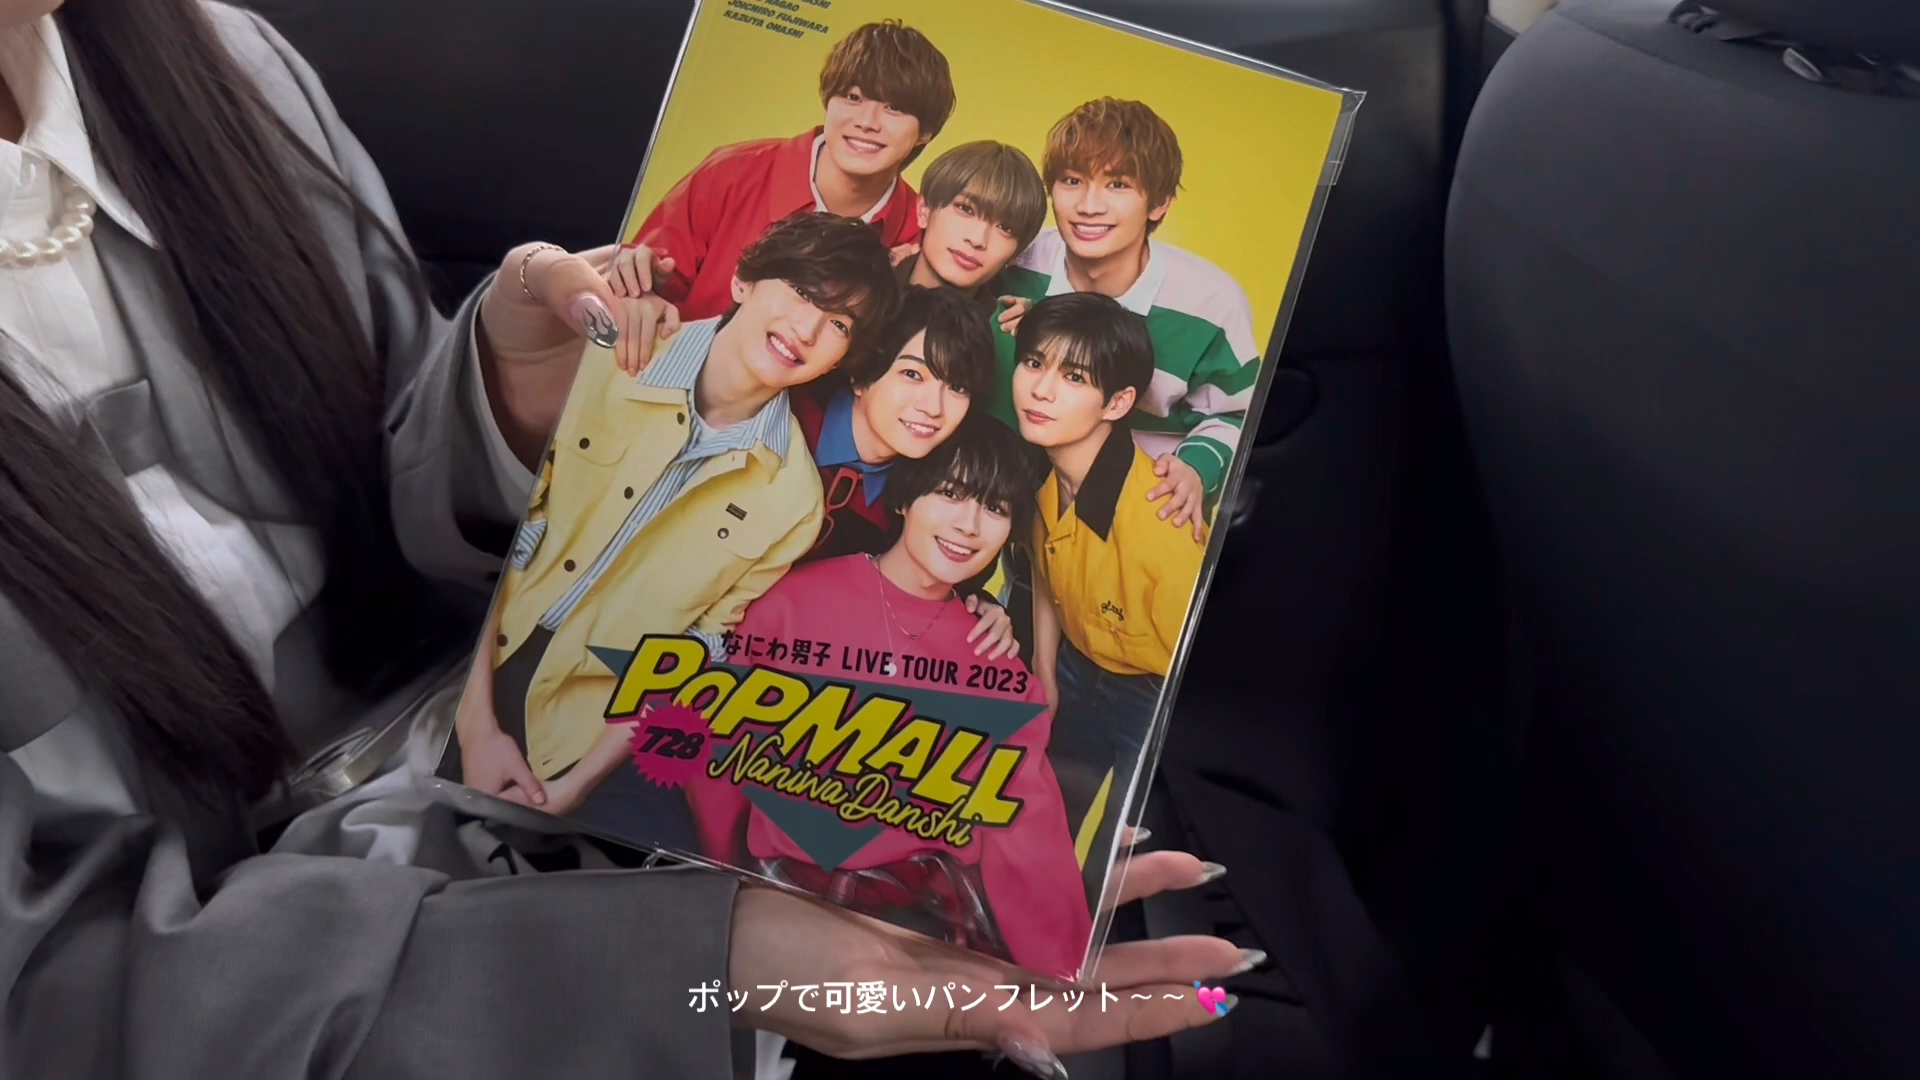 NAGAO
JOICHIRO FUJIWARA
KAZUYA OHASHI
なにわ男子 LIVE TOUR 2023
POPMALL
728
Naniwa Danshi
ポップで可愛いパンフレット～～💘